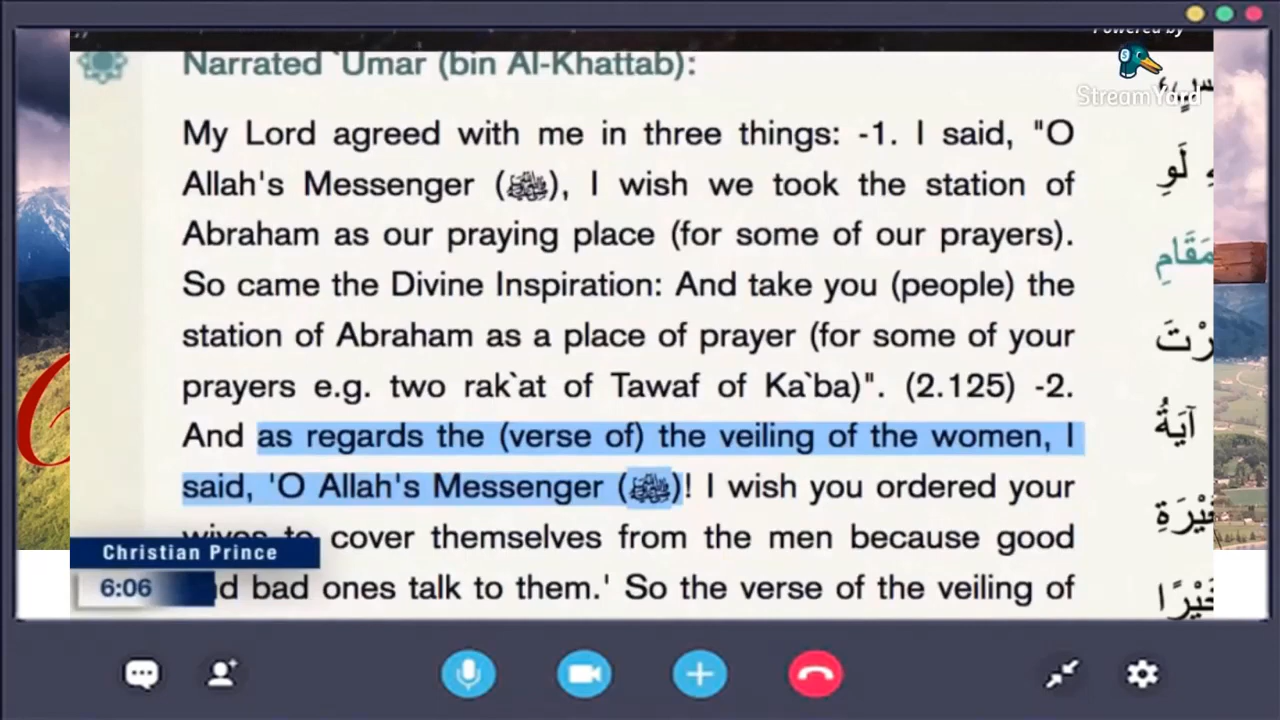 Powered by
StreamYard
Narrated `Umar (bin Al-Khattab):
My Lord agreed with me in three things: -1. I said, "O
Allah's Messenger (ﷺ), I wish we took the station of
Abraham as our praying place (for some of our prayers).
So came the Divine Inspiration: And take you (people) the
station of Abraham as a place of prayer (for some of your
prayers e.g. two rak`at of Tawaf of Ka`ba)". (2.125) -2.
And as regards the (verse of) the veiling of the women, I
said, 'O Allah's Messenger (ﷺ)! I wish you ordered your
wives to cover themselves from the men because good
bad ones talk to them.' So the verse of the veiling of
لَوِ
مَقَامِ
آيَةُ
Christian Prince
6:06